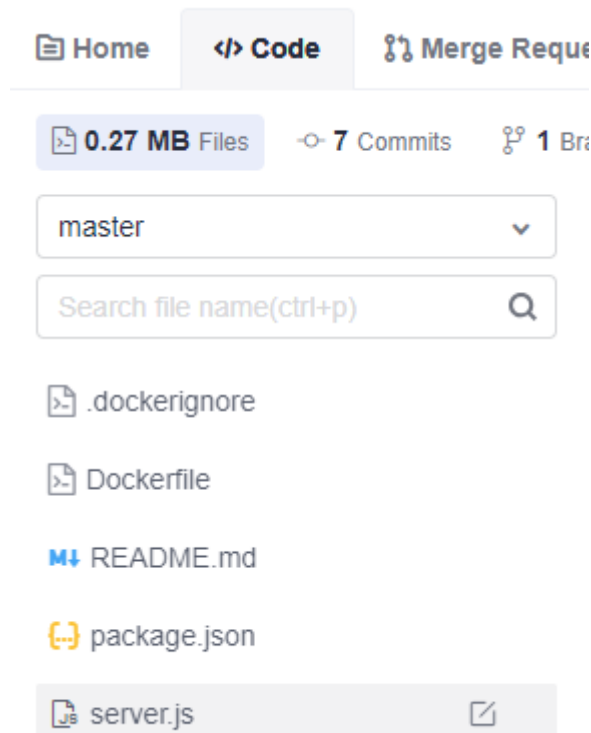 Home </> Code Merge Reque
0.27 MB Files 7 Commits 1 Bra
master
Search file name(ctrl+p)
.dockerignore
Dockerfile
M↓ README.md
{...} package.json
JS server.js